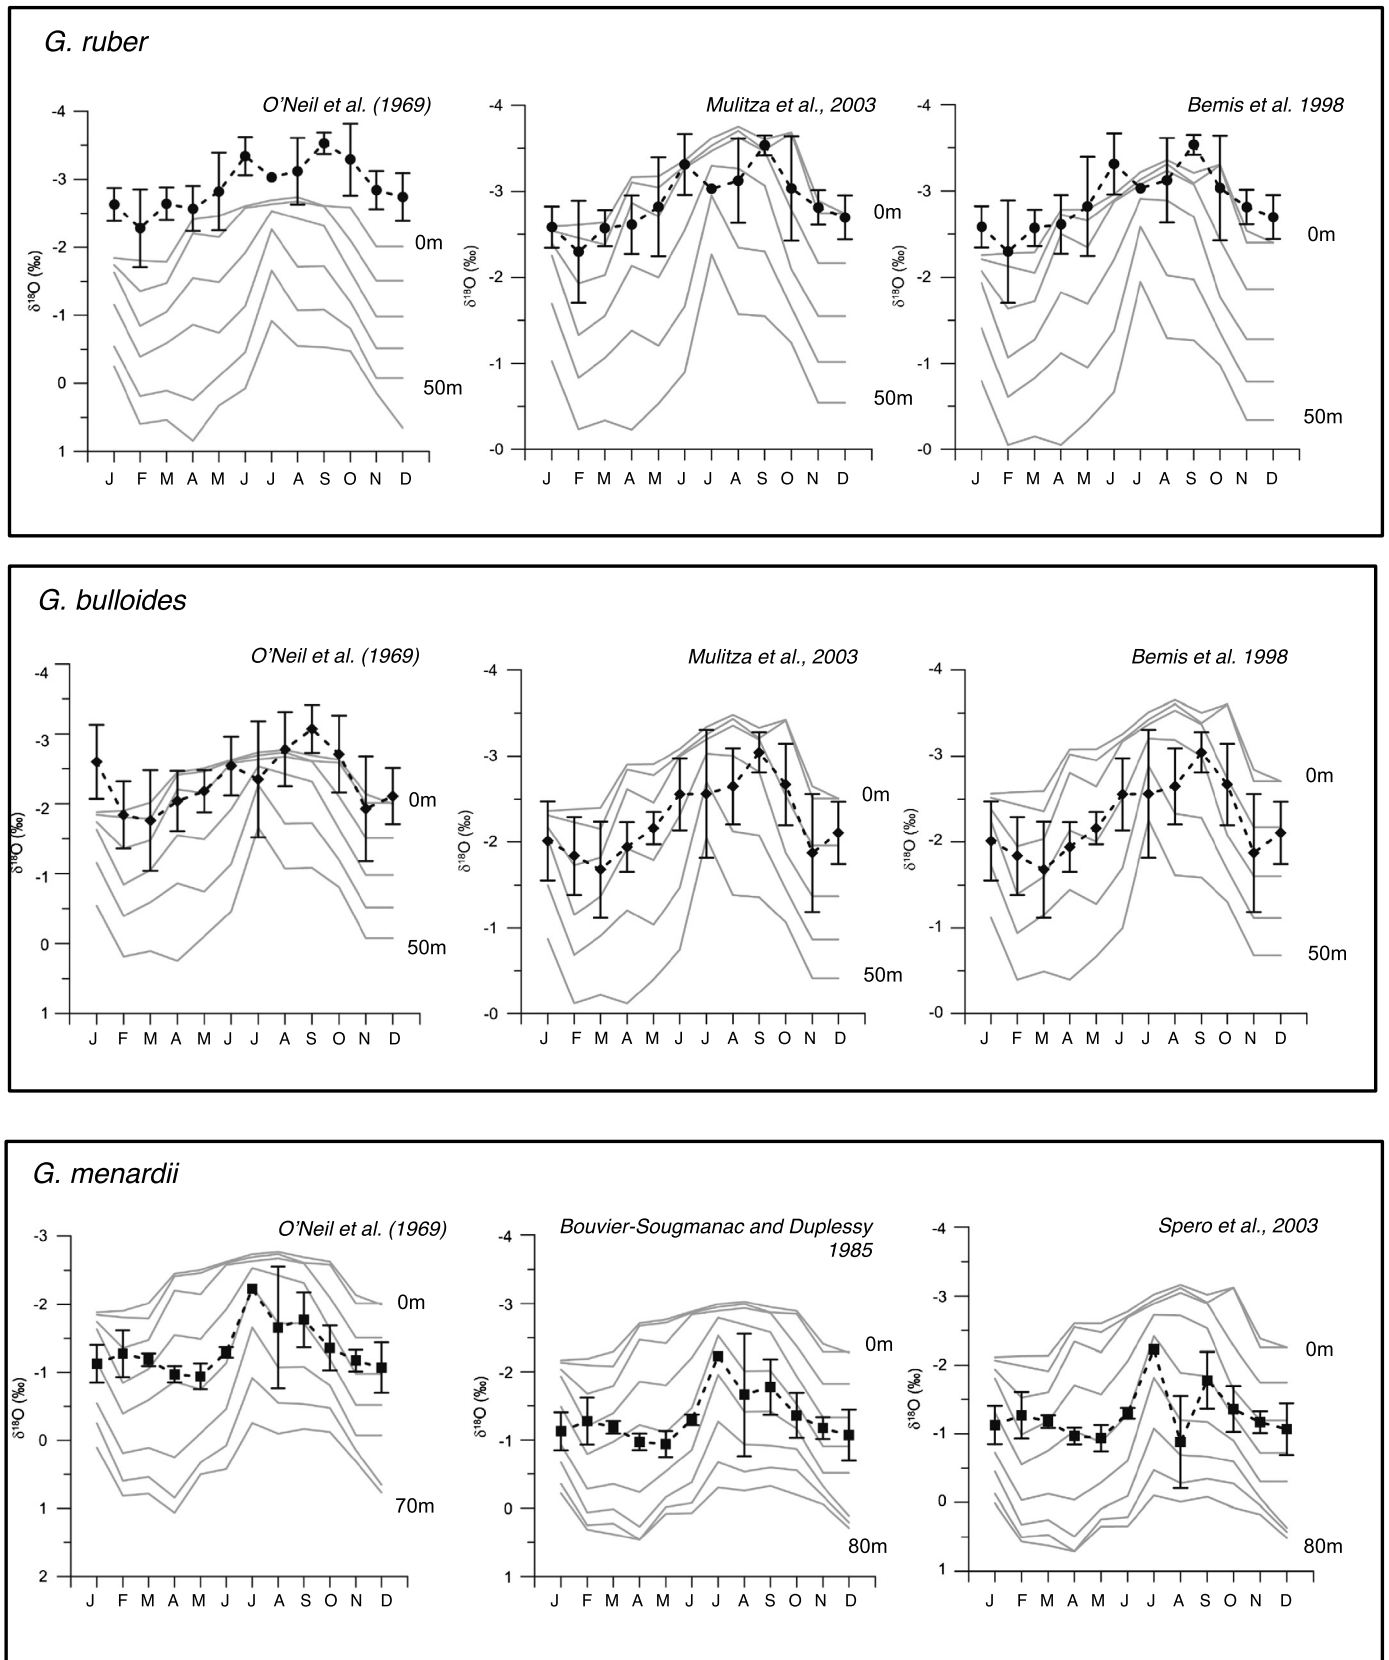 G. ruber
O'Neil et al. (1969)
Mulitza et al., 2003
Bemis et al. 1998
-4
-3
-2
-1
0
1
δ18O (‰)
0m
50m
J F M A M J J A S O N D
-4
-3
-2
-1
-0
δ18O (‰)
0m
50m
J F M A M J J A S O N D
-4
-3
-2
-1
-0
δ18O (‰)
0m
50m
J F M A M J J A S O N D
G. bulloides
O'Neil et al. (1969)
Mulitza et al., 2003
Bemis et al. 1998
-4
-3
-2
-1
0
1
δ18O (‰)
0m
50m
J F M A M J J A S O N D
-4
-3
-2
-1
-0
δ18O (‰)
0m
50m
J F M A M J J A S O N D
-4
-3
-2
-1
-0
δ18O (‰)
0m
50m
J F M A M J J A S O N D
G. menardii
O'Neil et al. (1969)
Bouvier-Sougmanac and Duplessy
1985
Spero et al., 2003
-3
-2
-1
0
1
2
δ18O (‰)
0m
70m
J F M A M J J A S O N D
-4
-3
-2
-1
0
1
δ18O (‰)
0m
80m
J F M A M J J A S O N D
-4
-3
-2
-1
0
1
δ18O (‰)
0m
80m
J F M A M J J A S O N D